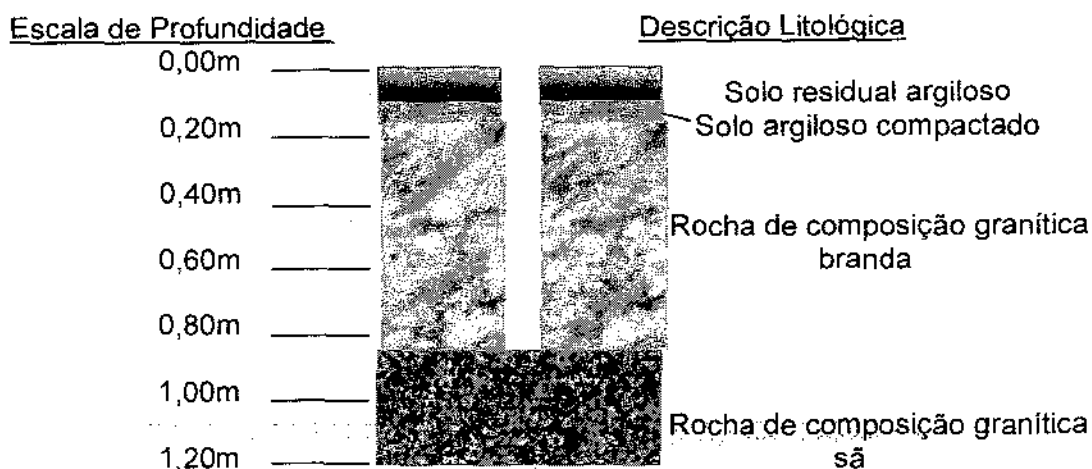 Escala de Profundidade
Descrição Litológica
0,00m
Solo residual argiloso
Solo argiloso compactado
0,20m
0,40m
Rocha de composição granítica
branda
0,60m
0,80m
1,00m
Rocha de composição granítica
sã
1,20m